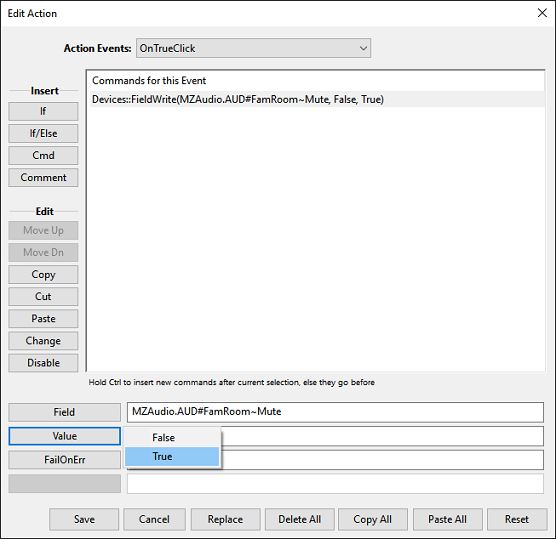 Edit Action
Action Events: OnTrueClick
Insert
If
If/Else
Cmd
Comment
Edit
Move Up
Move Dn
Copy
Cut
Paste
Change
Disable
Commands for this Event
Devices::FieldWrite(MZAudio.AUD#FamRoom~Mute, False, True)
Hold Ctrl to insert new commands after current selection, else they go before
Field MZAudio.AUD#FamRoom~Mute
Value False
True
FailOnErr
Save Cancel Replace Delete All Copy All Paste All Reset